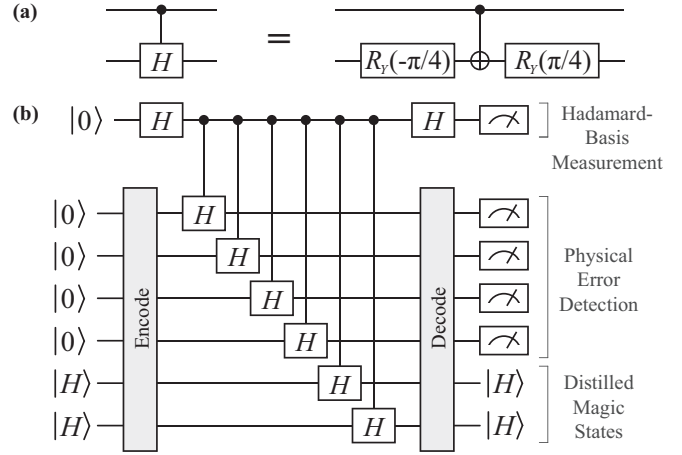 (a)
H = R_Y(-π/4) R_Y(π/4)
(b)
|0⟩ H H Hadamard-
Basis
Measurement
|0⟩ H
|0⟩ H Physical
|0⟩ H Error
Detection
|0⟩ H
Encode
Decode
|H⟩ H |H⟩ Distilled
Magic
|H⟩ H |H⟩ States